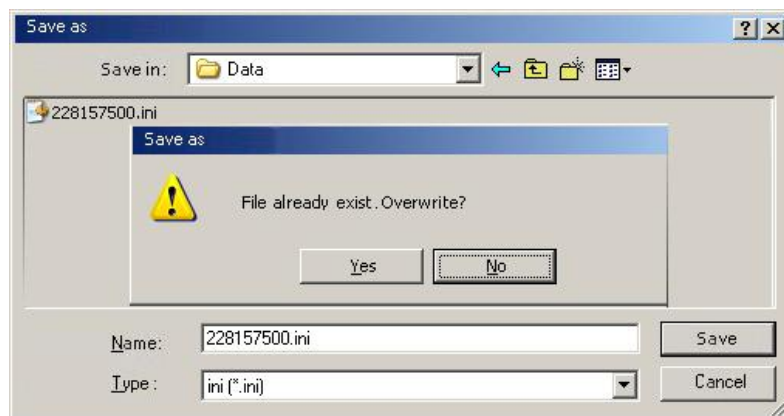 Save as
Save in: Data
228157500.ini
Save as
File already exist.Overwrite?
Yes No
Name: 228157500.ini Save
Type : ini (*.ini) Cancel